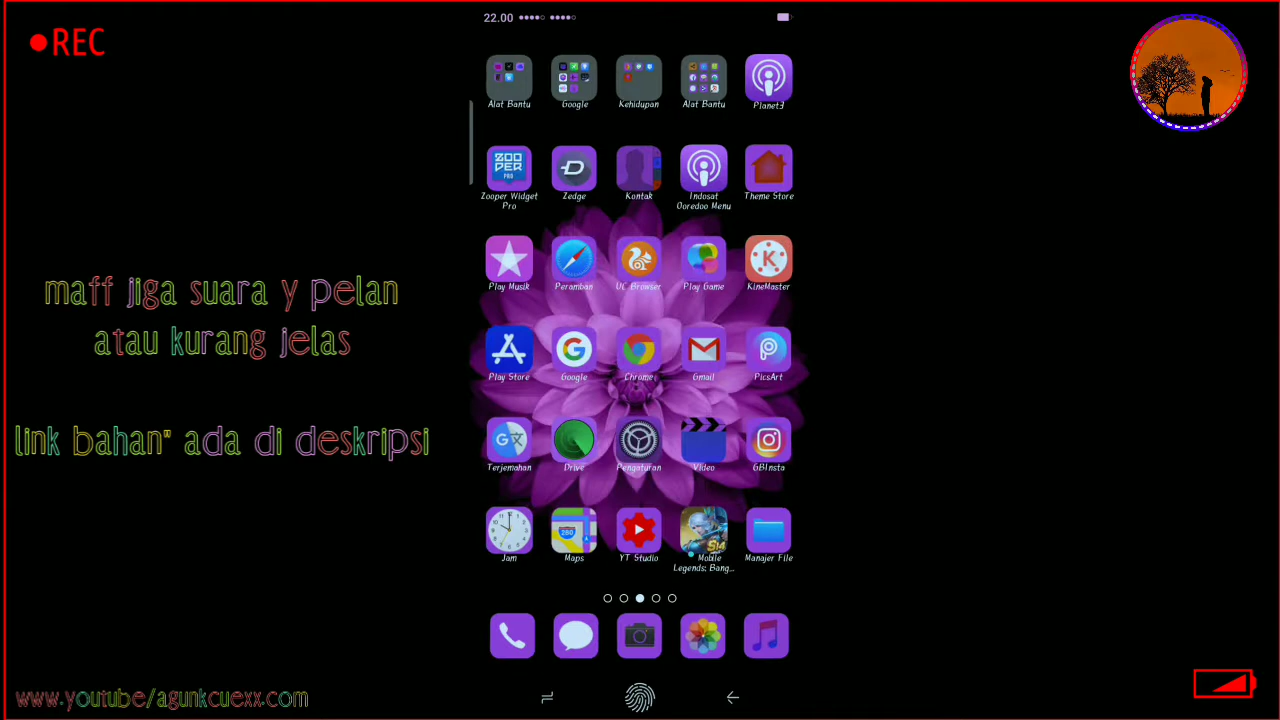 REC
22.00
Alat Bantu
Google
Kehidupan
Alat Bantu
Planet3
ZOOPER PRO
Zooper Widget Pro
Zedge
Kontak
Indosat Ooredoo Menu
Theme Store
Play Musik
Peramban
UC Browser
Play Game
KineMaster
maff jiga suara y pelan
atau kurang jelas
link bahan" ada di deskripsi
Play Store
Google
Chrome
Gmail
PicsArt
Terjemahan
Drive
Pengaturan
Video
GBInsta
Jam
Maps
YT Studio
Mobile Legends: Bang...
Manajer File
www.youtube/agunkcuexx.com